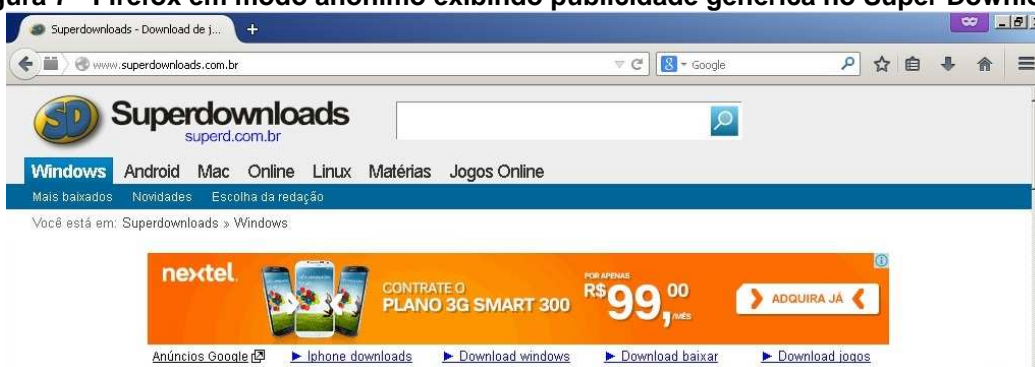 Firefox em modo anônimo exibindo publicidade genérica no Super
Superdownloads - Download de j... +
www.superdownloads.com.br Google
SD Superdownloads
superd.com.br
Windows Android Mac Online Linux Matérias Jogos Online
Mais baixados Novidades Escolha da redação
Você está em: Superdownloads » Windows
nextel
CONTRATE O
PLANO 3G SMART 300
POR APENAS
R$99,00
/MÊS
ADQUIRA JÁ
Anúncios Google Iphone downloads Download windows Download baixar Download jogos